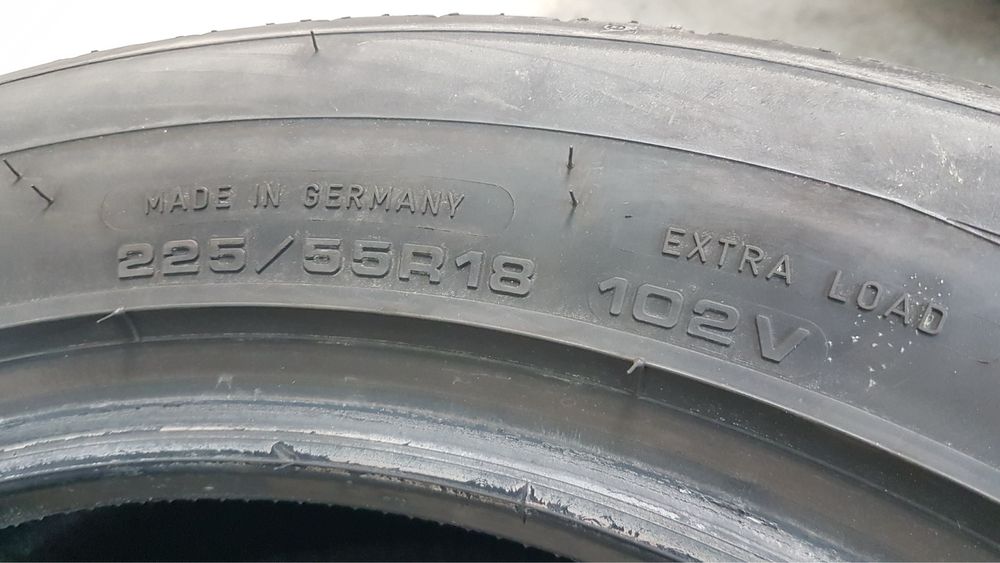 MADE IN GERMANY
225/55R18 102V
EXTRA LOAD